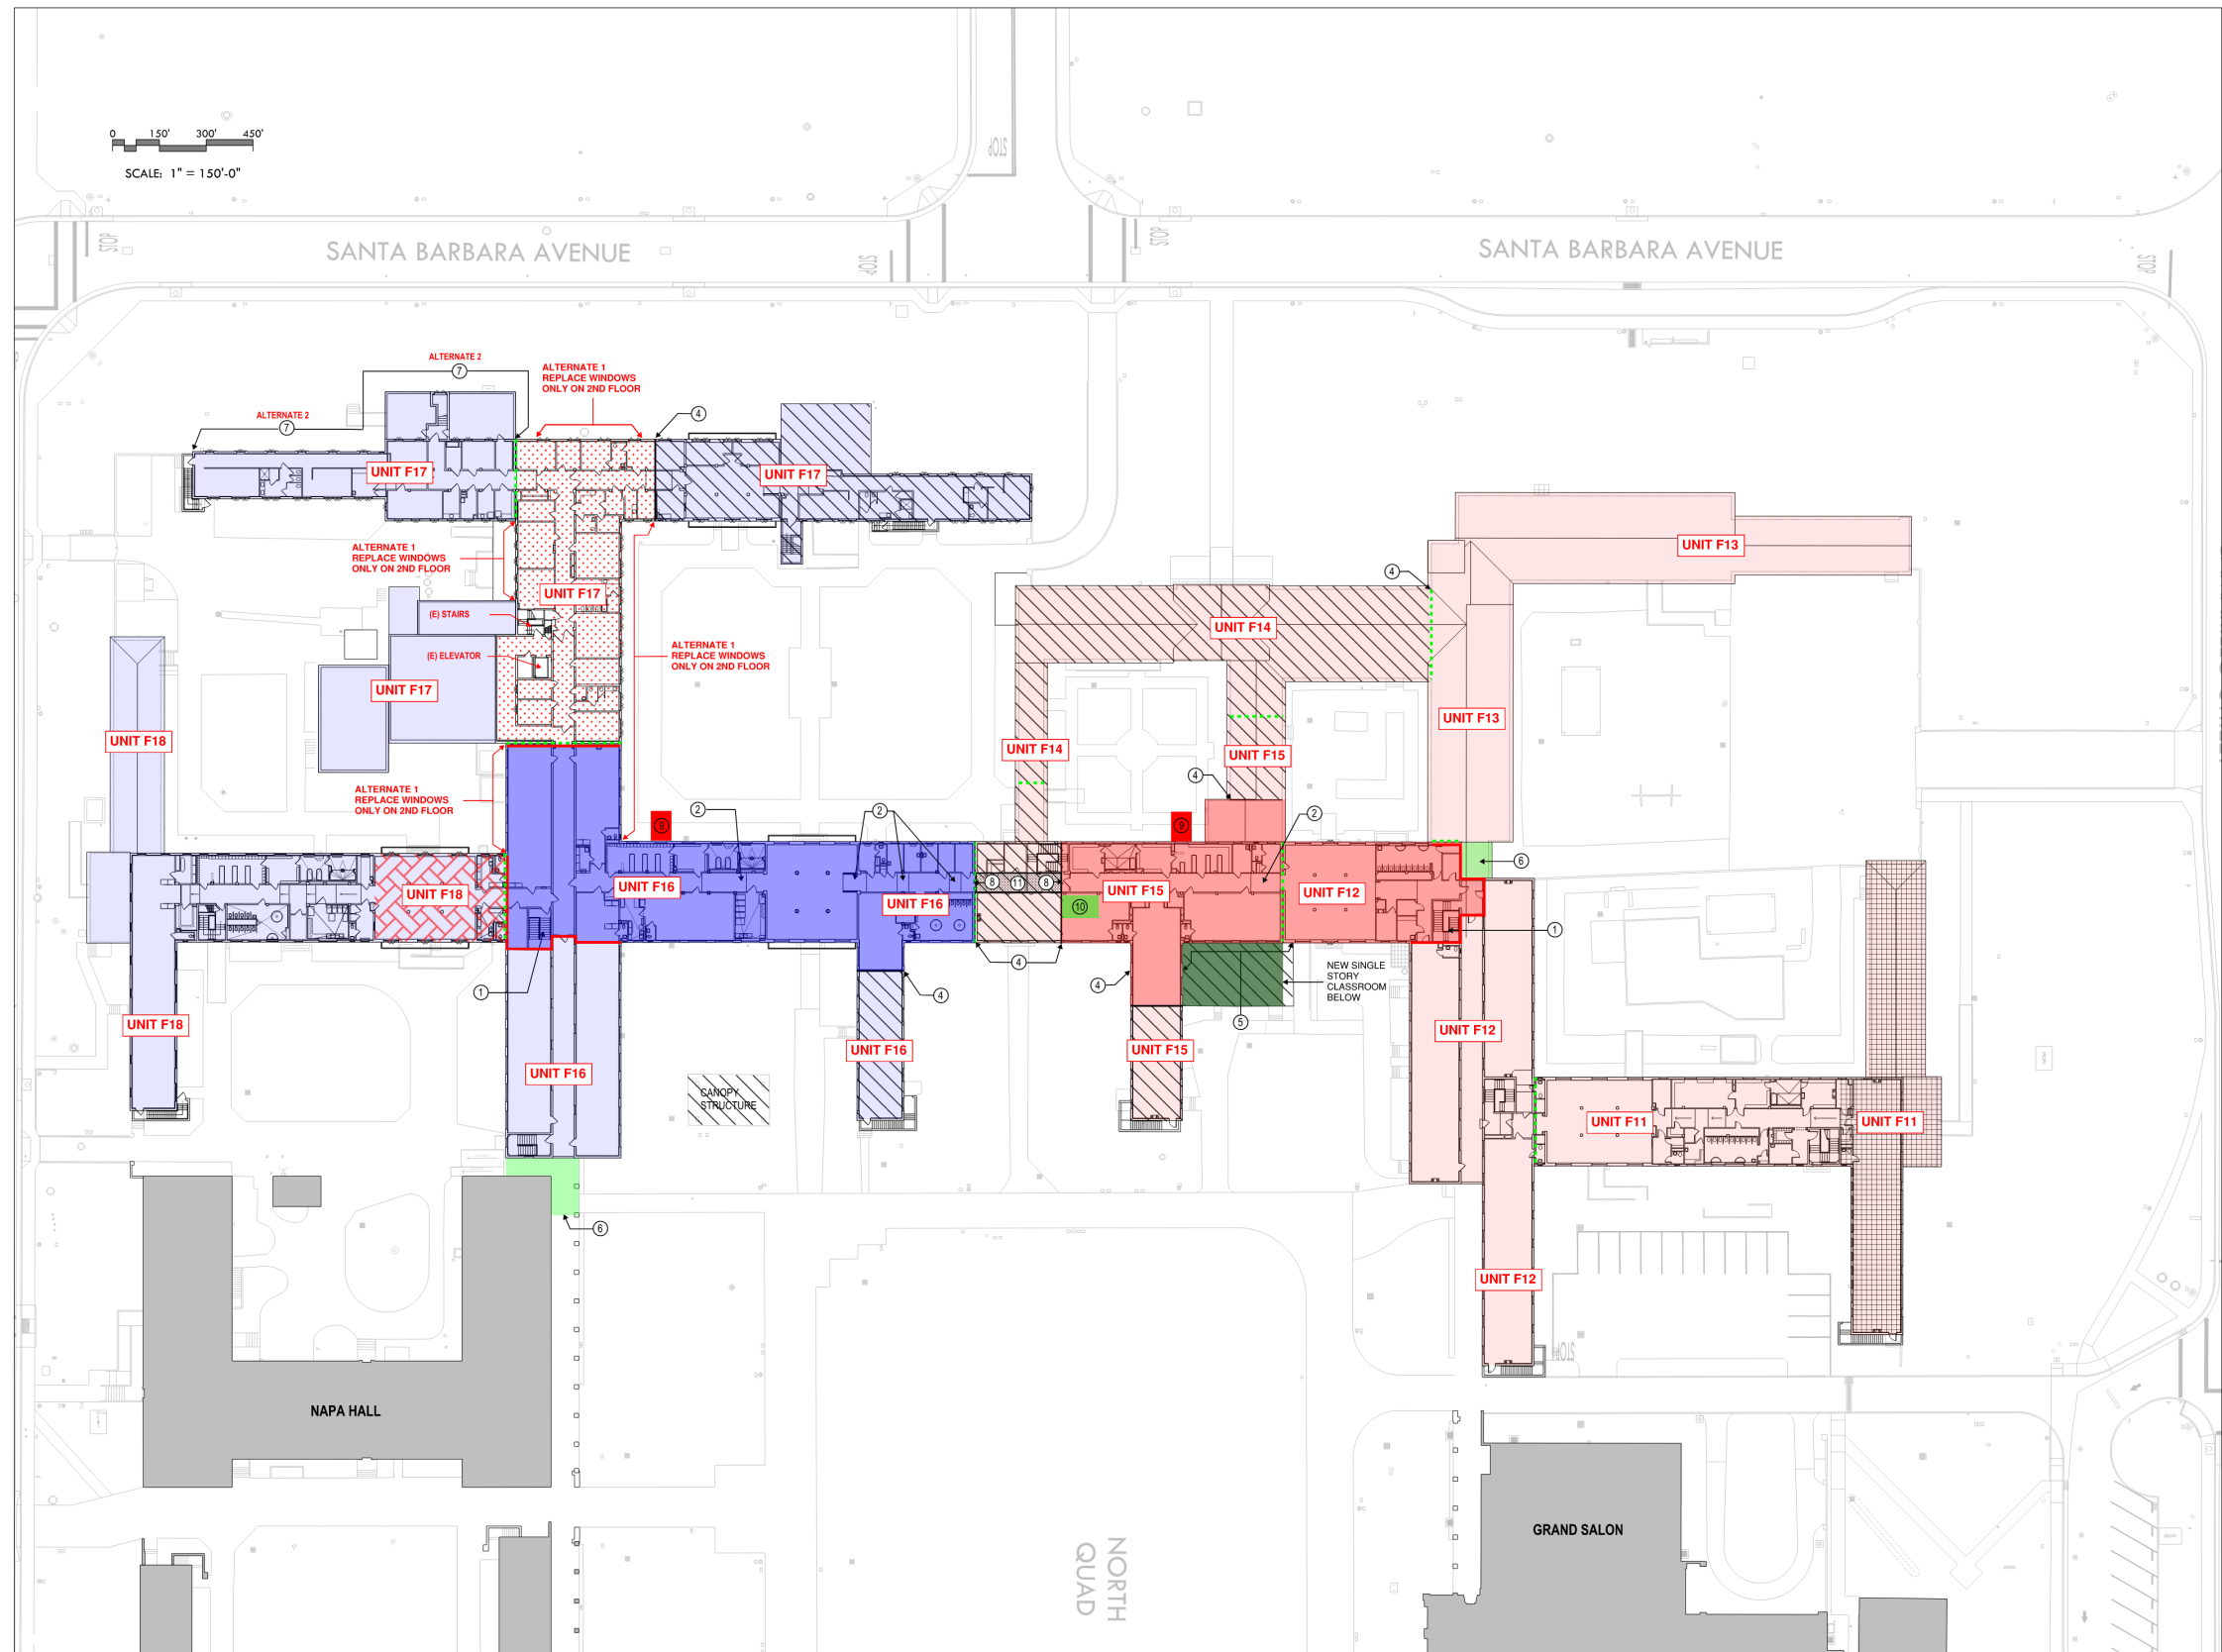 0 150' 300' 450'
SCALE: 1" = 150'-0"
STOP
STOP
SANTA BARBARA AVENUE
STOP
STOP
SANTA BARBARA AVENUE
STOP
ALTERNATE 2
7
ALTERNATE 1
REPLACE WINDOWS
ONLY ON 2ND FLOOR
ALTERNATE 2
7
4
UNIT F17
UNIT F17
ALTERNATE 1
REPLACE WINDOWS
ONLY ON 2ND FLOOR
UNIT F17
(E) STAIRS
(E) ELEVATOR
ALTERNATE 1
REPLACE WINDOWS
ONLY ON 2ND FLOOR
UNIT F17
UNIT F18
UNIT F13
4
UNIT F14
UNIT F13
UNIT F14
UNIT F15
4
ALTERNATE 1
REPLACE WINDOWS
ONLY ON 2ND FLOOR
9
2
2
9
2
UNIT F18
UNIT F16
UNIT F16
8
11
8
UNIT F15
UNIT F12
6
10
1
4
4
4
1
5
NEW SINGLE
STORY
CLASSROOM
BELOW
UNIT F18
UNIT F16
UNIT F16
UNIT F15
UNIT F12
CANOPY
STRUCTURE
UNIT F11
UNIT F11
6
UNIT F12
STOP
NAPA HALL
GRAND SALON
NORTH
QUAD